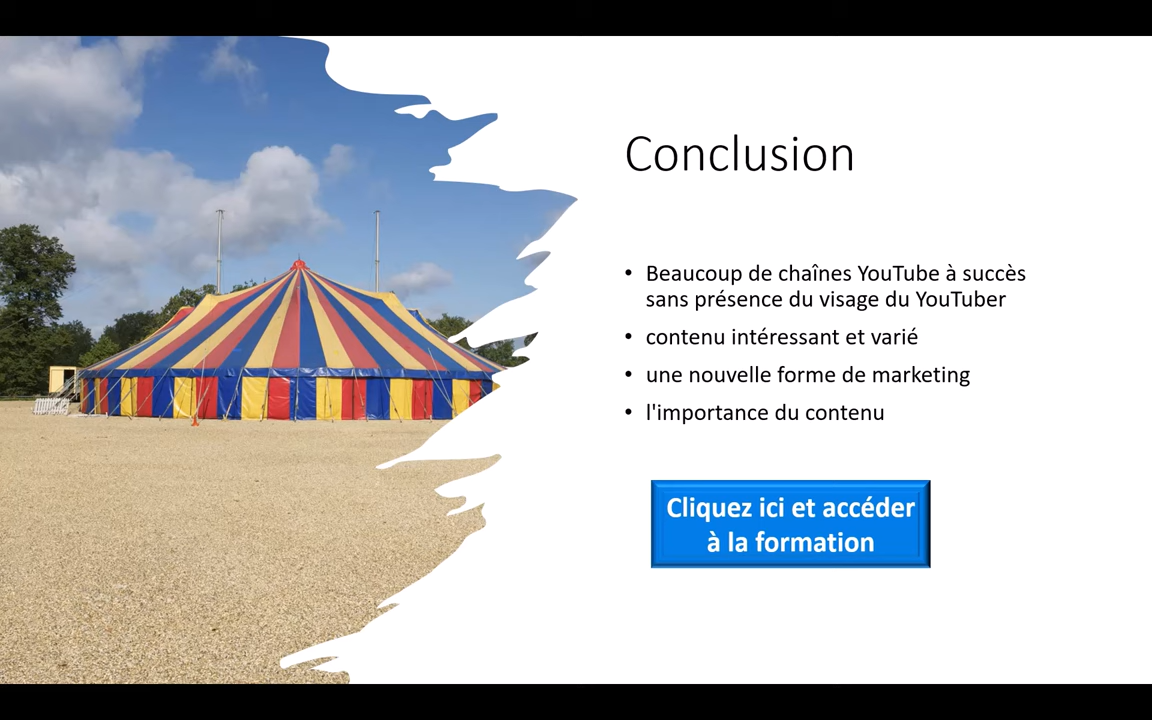 Conclusion
• Beaucoup de chaînes YouTube à succès
sans présence du visage du YouTuber
• contenu intéressant et varié
• une nouvelle forme de marketing
• l'importance du contenu
Cliquez ici et accéder
à la formation